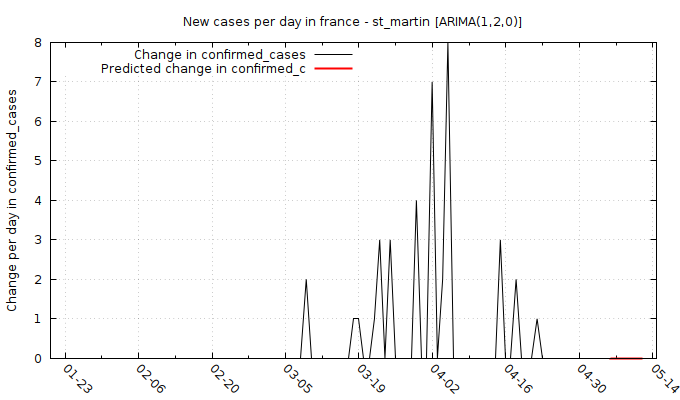 New cases per day in france - st_martin [ARIMA(1,2,0)]
Change in confirmed_cases
Predicted change in confirmed_c
Change per day in confirmed_cases
8
7
6
5
4
3
2
1
0
01-23 02-06 02-20 03-05 03-19 04-02 04-16 04-30 05-14